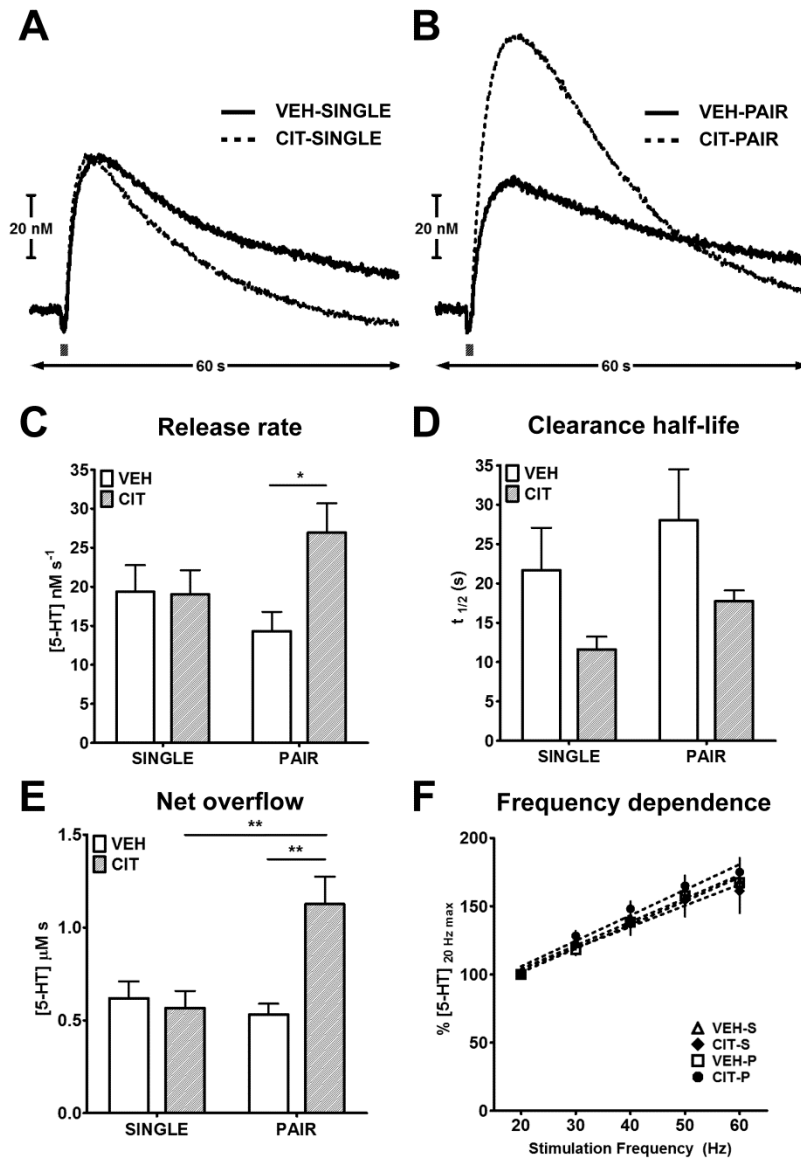 A
VEH-SINGLE
CIT-SINGLE
20 nM
60 s
B
VEH-PAIR
CIT-PAIR
20 nM
60 s
C Release rate
VEH
CIT
*
[5-HT] nM s⁻¹
35
30
25
20
15
10
5
0
SINGLE PAIR
D Clearance half-life
VEH
CIT
t 1/2 (s)
35
30
25
20
15
10
5
0
SINGLE PAIR
E Net overflow
VEH
CIT
**
**
[5-HT] μM s
1.5
1.0
0.5
0.0
SINGLE PAIR
F Frequency dependence
% [5-HT] 20 Hz max
200
150
100
50
0
VEH-S
CIT-S
VEH-P
CIT-P
20 30 40 50 60
Stimulation Frequency (Hz)